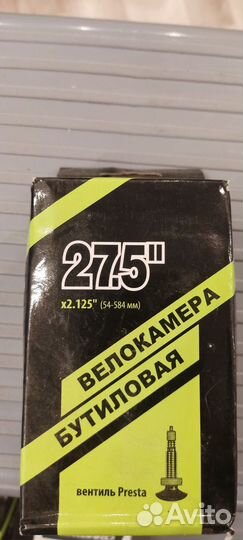 27.5"
x2.125" (54-584 мм)
ВЕЛОКАМЕРА
БУТИЛОВАЯ
вентиль Presta
Avito